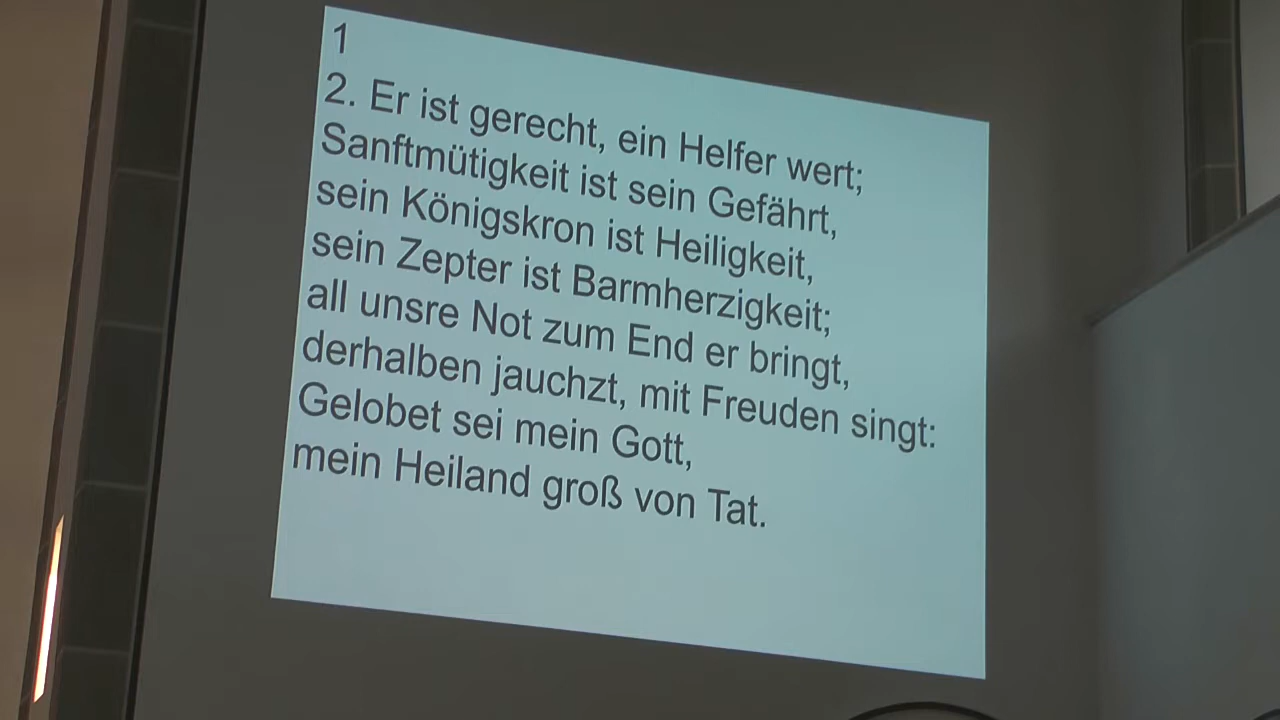 1
2. Er ist gerecht, ein Helfer wert;
Sanftmütigkeit ist sein Gefährt,
sein Königskron ist Heiligkeit,
sein Zepter ist Barmherzigkeit;
all unsre Not zum End er bringt,
derhalben jauchzt, mit Freuden singt:
Gelobet sei mein Gott,
mein Heiland groß von Tat.